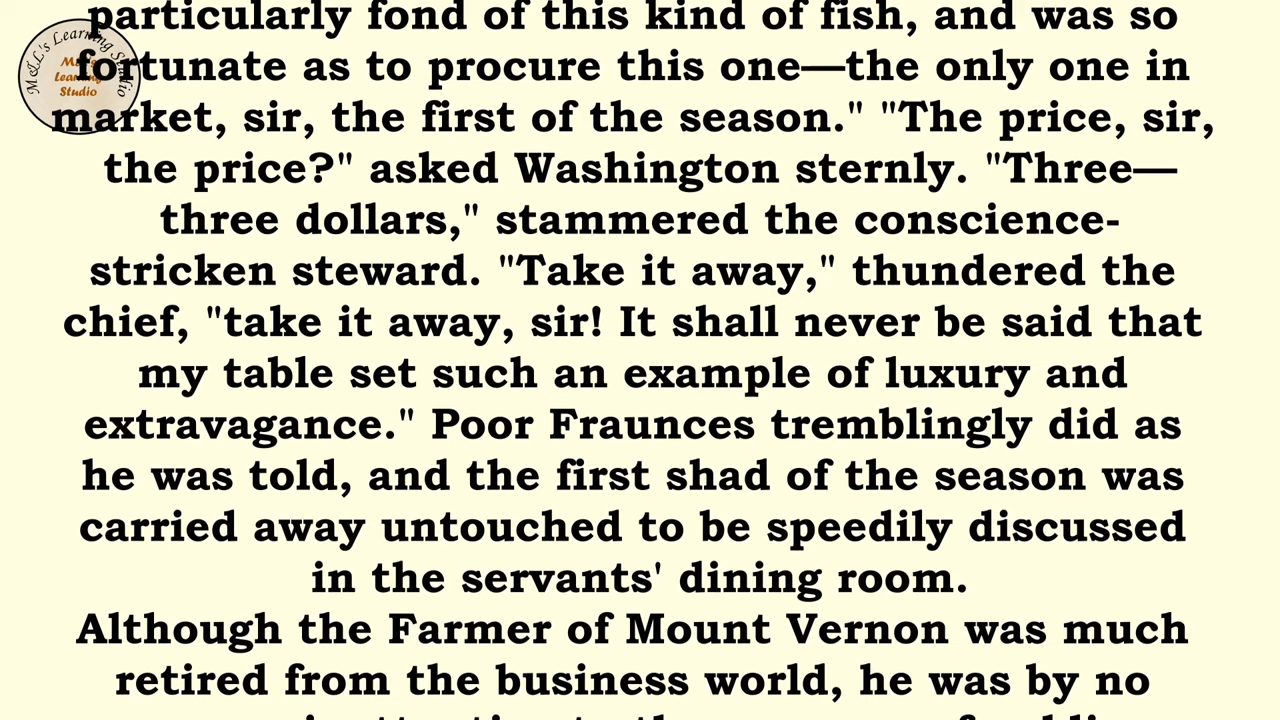 particularly fond of this kind of fish, and was so
fortunate as to procure this one—the only one in
market, sir, the first of the season." "The price, sir,
the price?" asked Washington sternly. "Three—
three dollars," stammered the conscience-
stricken steward. "Take it away," thundered the
chief, "take it away, sir! It shall never be said that
my table set such an example of luxury and
extravagance." Poor Fraunces tremblingly did as
he was told, and the first shad of the season was
carried away untouched to be speedily discussed
in the servants' dining room.
Although the Farmer of Mount Vernon was much
retired from the business world, he was by no
M&L's Learning Studio
Learning
Studio